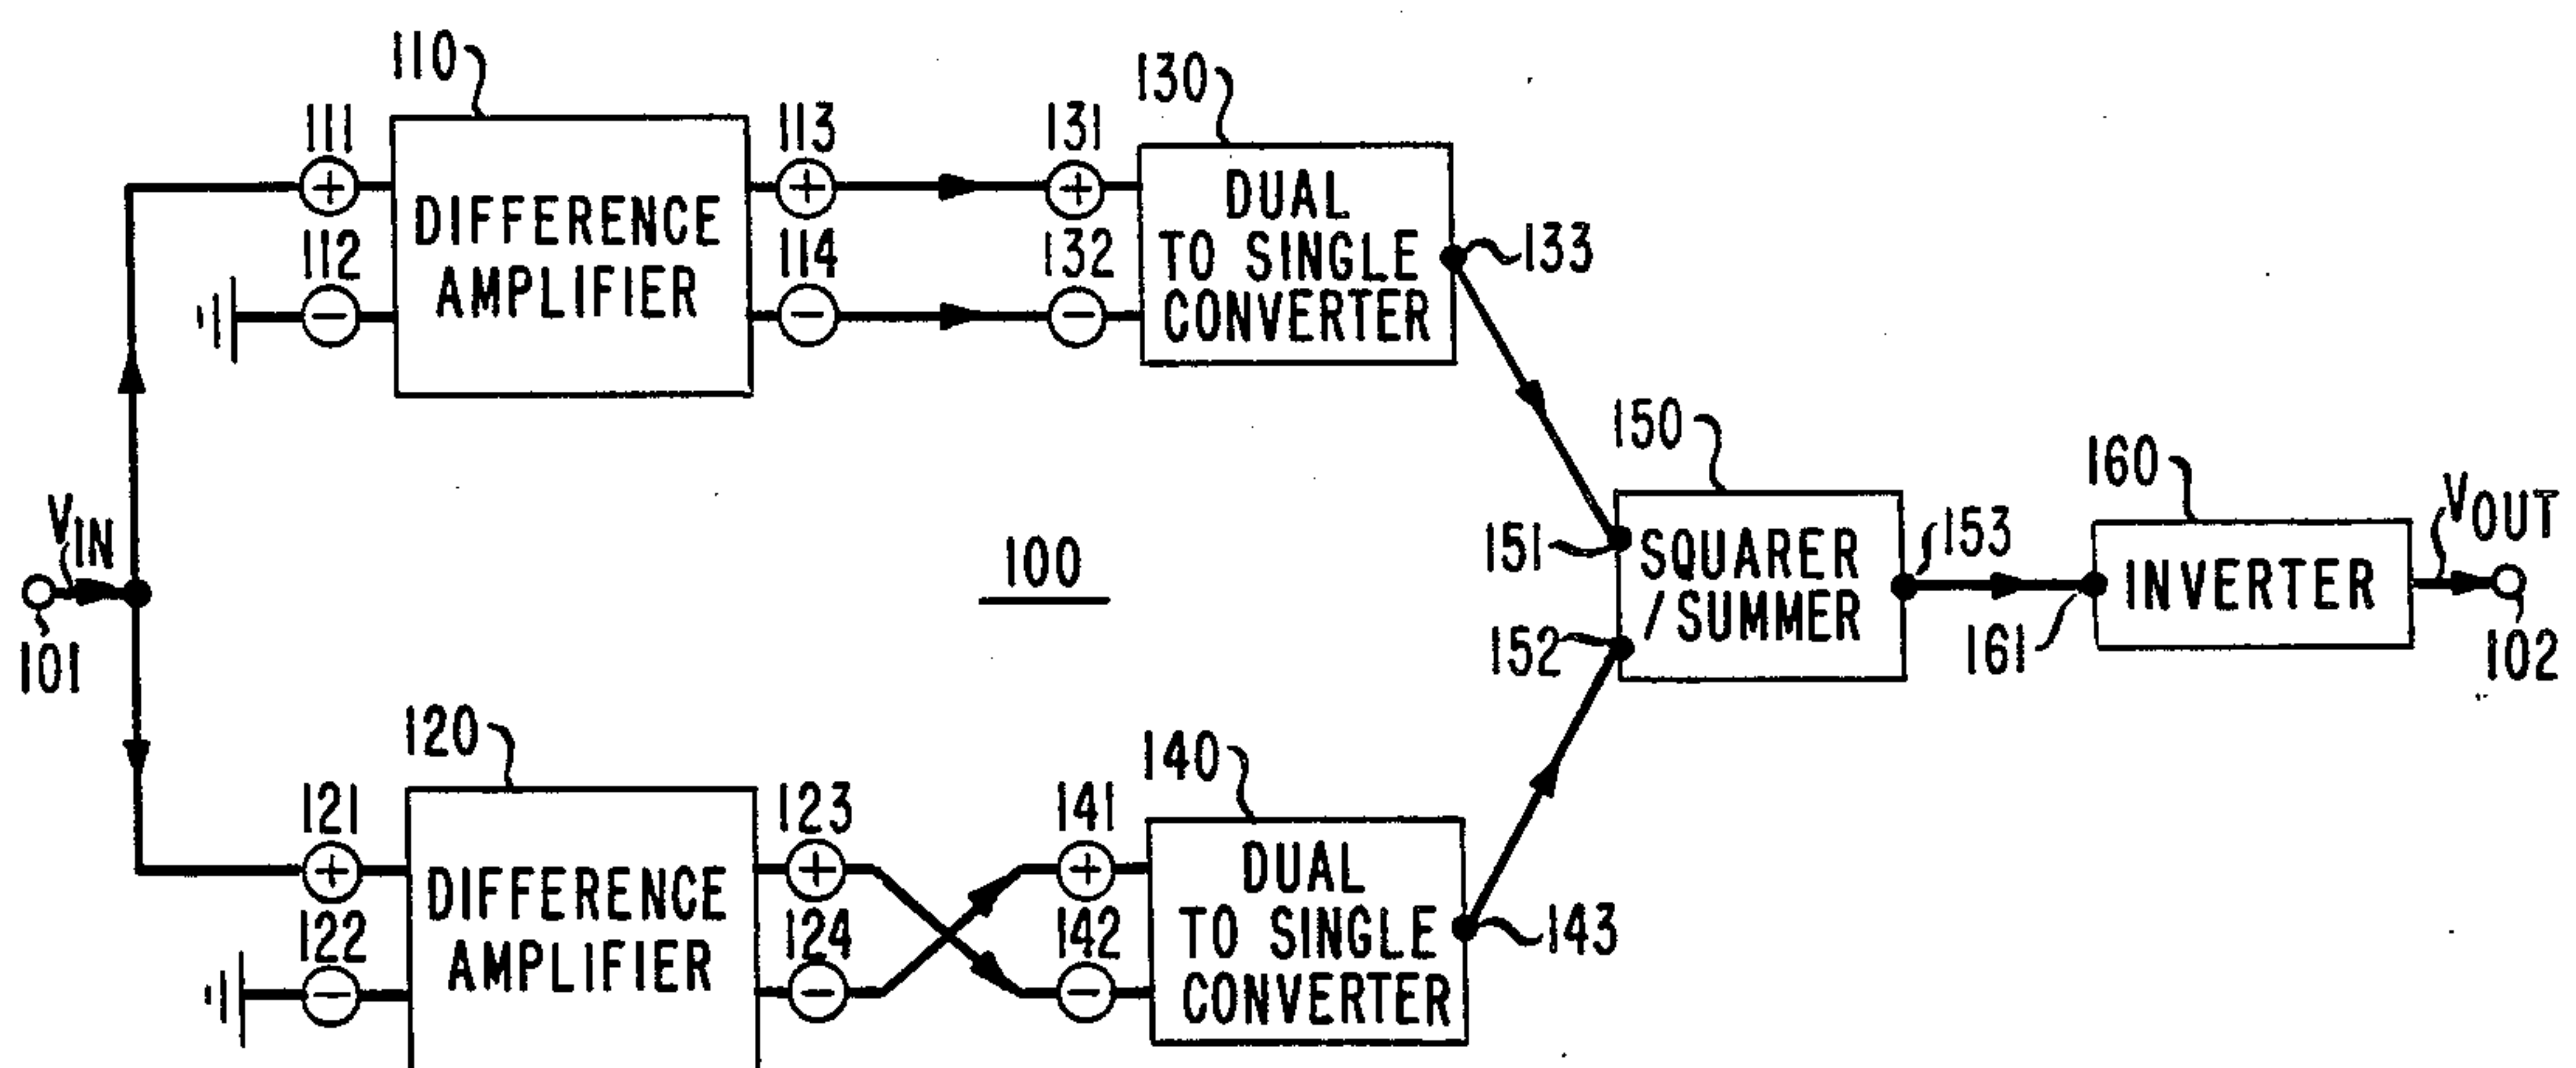 110
130
111
113
131
+
+
+
DIFFERENCE
AMPLIFIER
DUAL
TO SINGLE
CONVERTER
112
114
132
−
−
−
133
150
160
VIN
101
100
151
152
SQUARER
/SUMMER
153
161
INVERTER
VOUT
102
120
140
121
123
141
+
+
+
DIFFERENCE
AMPLIFIER
DUAL
TO SINGLE
CONVERTER
122
124
142
−
−
−
143